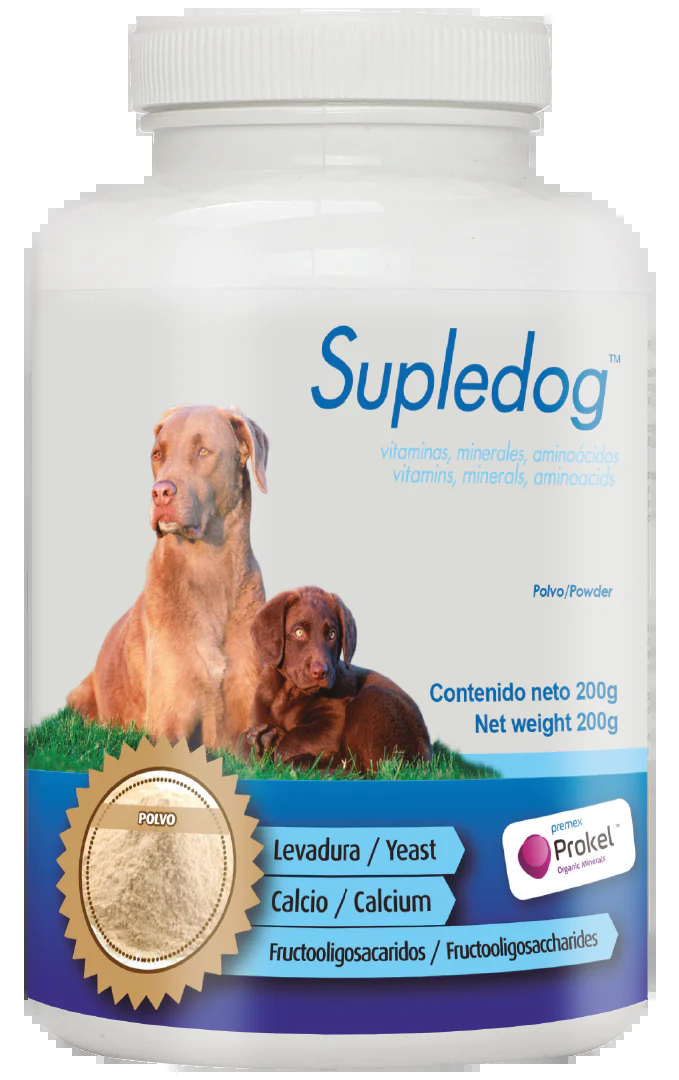 Supledog™
vitaminas, minerales, aminoácidos
vitamins, minerals, aminoacids
Polvo/Powder
Contenido neto 200g
Net weight 200g
POLVO
Levadura / Yeast
Calcio / Calcium
Fructooligosacaridos / Fructooligosaccharides
premex
Prokel™
Organic Minerals